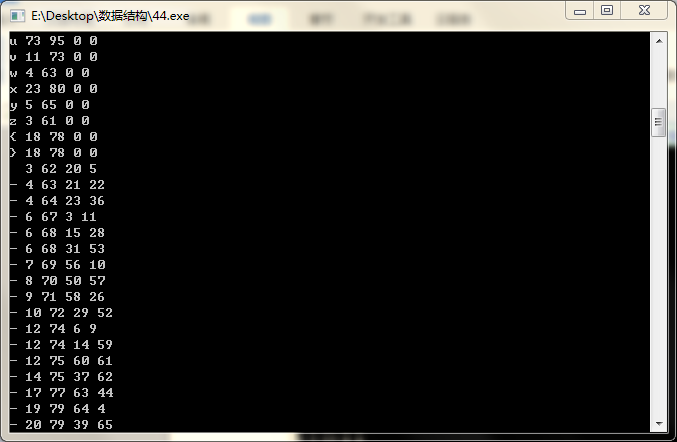 E:\Desktop\数据结构\44.exe
u 73 95 0 0
v 11 73 0 0
w 4 63 0 0
x 23 80 0 0
y 5 65 0 0
z 3 61 0 0
{ 18 78 0 0
} 18 78 0 0
3 62 20 5
- 4 63 21 22
- 4 64 23 36
- 6 67 3 11
- 6 68 15 28
- 6 68 31 53
- 7 69 56 10
- 8 70 50 57
- 9 71 58 26
- 10 72 29 52
- 12 74 6 9
- 12 74 14 59
- 12 75 60 61
- 14 75 37 62
- 17 77 63 44
- 19 79 64 4
- 20 79 39 65